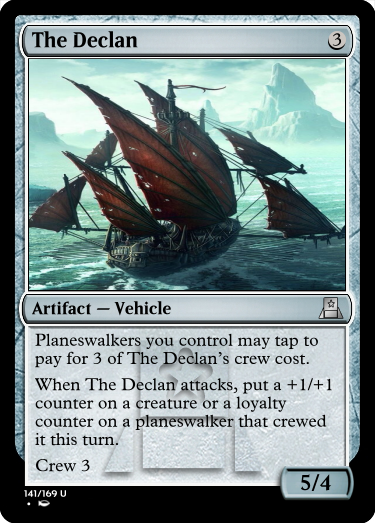 The Declan 3
Artifact — Vehicle
Planeswalkers you control may tap to
pay for 3 of The Declan's crew cost.
When The Declan attacks, put a +1/+1
counter on a creature or a loyalty
counter on a planeswalker that crewed
it this turn.
Crew 3
5/4
141/169 U